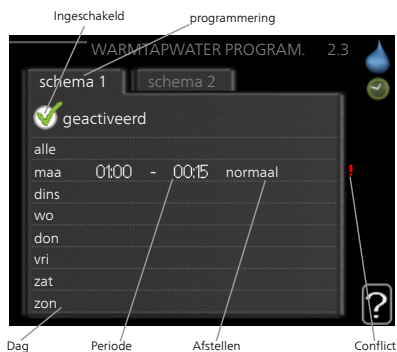 Ingeschakeld programmering
WARMTAPWATER PROGRAM. 2.3
schema 1 schema 2
geactiveerd
alle
maa 01:00 - 00:15 normaal !
dins
wo
don
vri
zat
zon ?
Dag Periode Afstellen Conflict